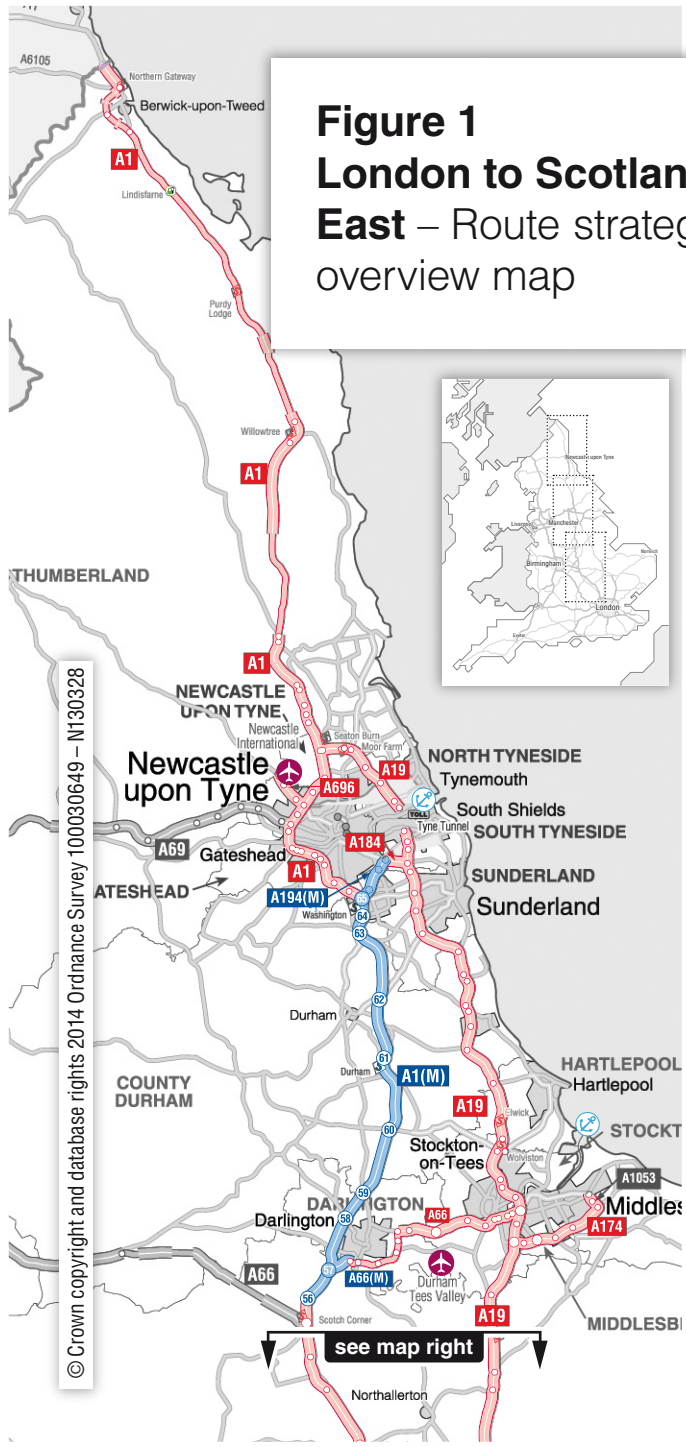 A6105
Northern Gateway
Berwick-upon-Tweed
Figure 1
London to Scotlan
East – Route strateg
overview map
A1
Lindisfarne
Purdy
Lodge
Willowtree
A1
Newcastle upon Tyne
Liverpool
Manchester
Norwich
Birmingham
London
Exeter
THUMBERLAND
A1
NEWCASTLE
UPON TYNE
Newcastle
International
Seaton Burn
Moor Farm
NORTH TYNESIDE
Newcastle
upon Tyne
A696
A19
Tynemouth
TOLL
South Shields
Tyne Tunnel
SOUTH TYNESIDE
A69
Gateshead
A184
A1
ATESHEAD
A194(M)
SUNDERLAND
Sunderland
Washington
65
64
63
62
Durham
61
Durham
A1(M)
COUNTY
DURHAM
HARTLEPOOL
Hartlepool
A19
Elwick
60
STOCKT
Stockton-
on-Tees
Wolviston
A1053
59
DARLINGTON
Middles
Darlington
58
A66
A174
57
A66
A66(M)
Durham
Tees Valley
56
Scotch Corner
A19
MIDDLESB
see map right
Northallerton
© Crown copyright and database rights 2014 Ordnance Survey 100030649 – N130328